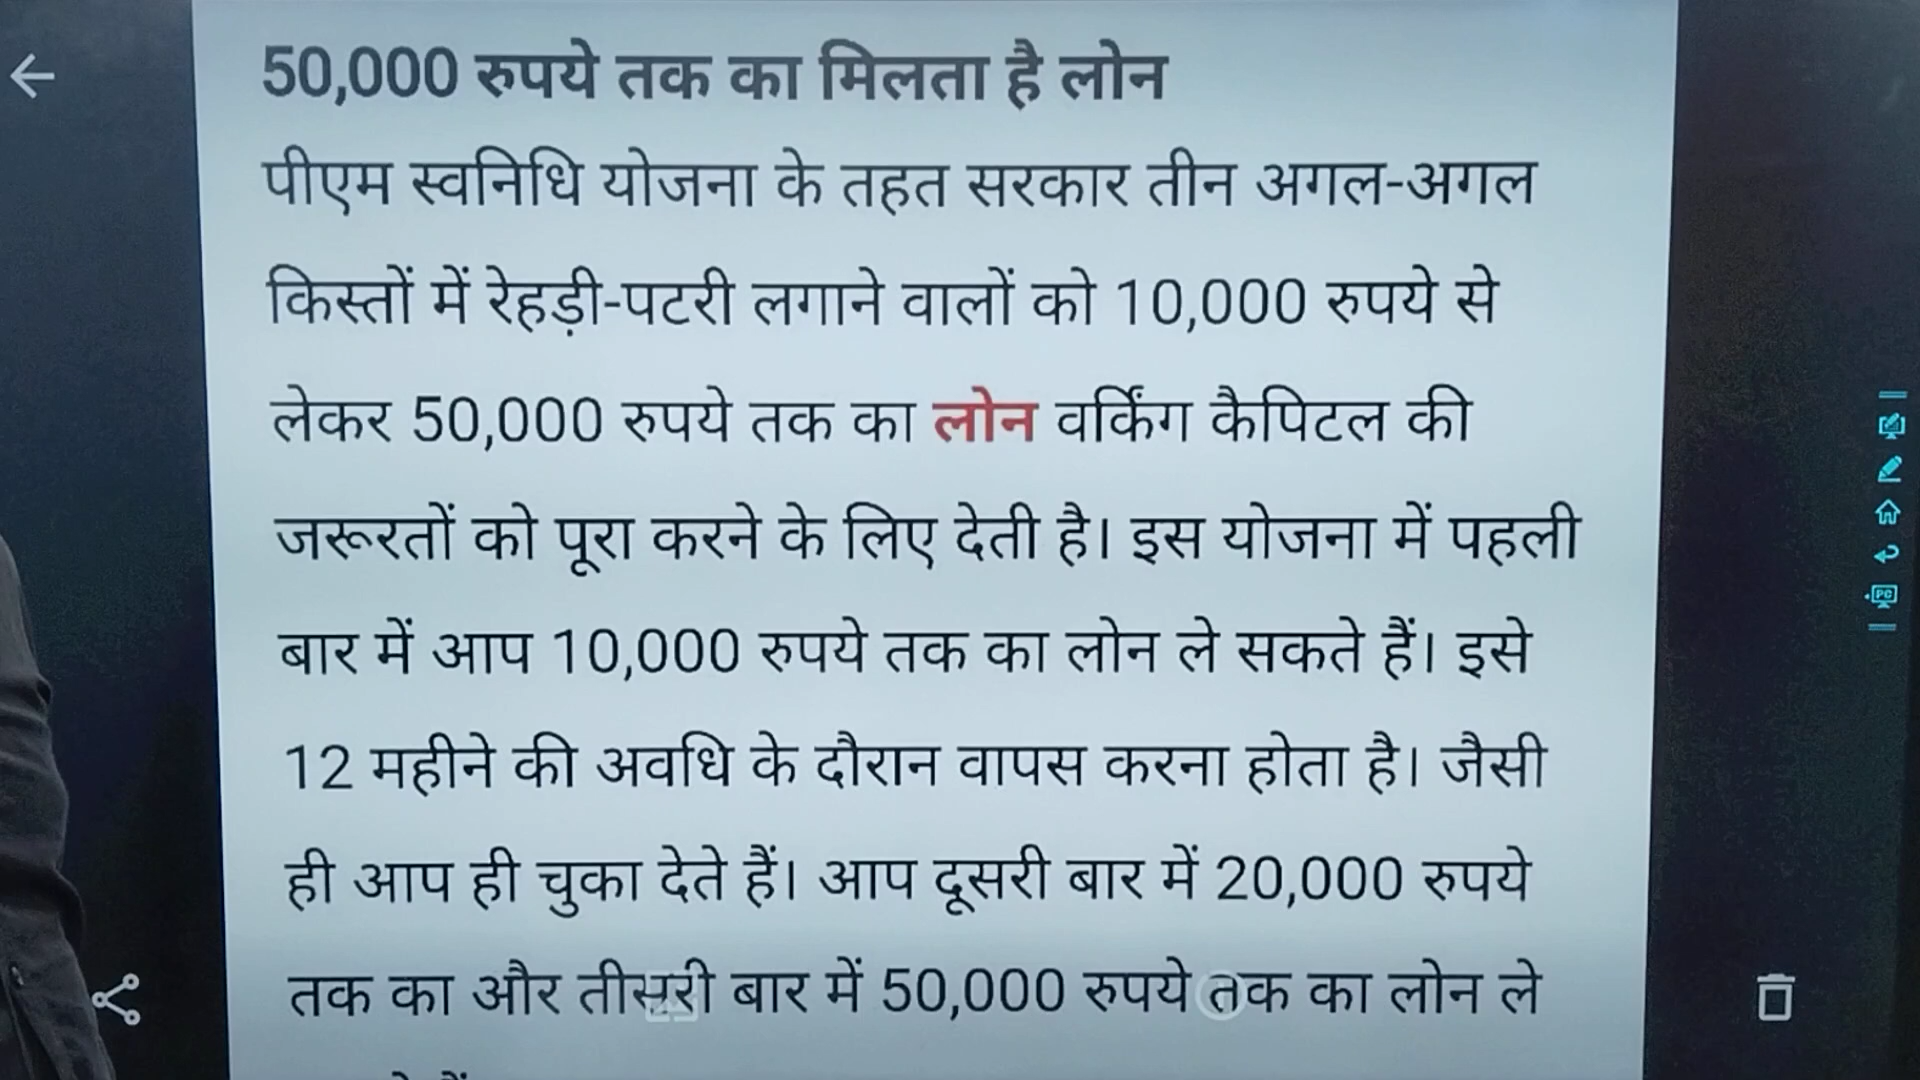 50,000 रुपये तक का मिलता है लोन
पीएम स्वनिधि योजना के तहत सरकार तीन अगल-अगल
किस्तों में रेहड़ी-पटरी लगाने वालों को 10,000 रुपये से
लेकर 50,000 रुपये तक का लोन वर्किंग कैपिटल की
जरूरतों को पूरा करने के लिए देती है। इस योजना में पहली
बार में आप 10,000 रुपये तक का लोन ले सकते हैं। इसे
12 महीने की अवधि के दौरान वापस करना होता है। जैसी
ही आप ही चुका देते हैं। आप दूसरी बार में 20,000 रुपये
तक का और तीसरी बार में 50,000 रुपये तक का लोन ले
PC